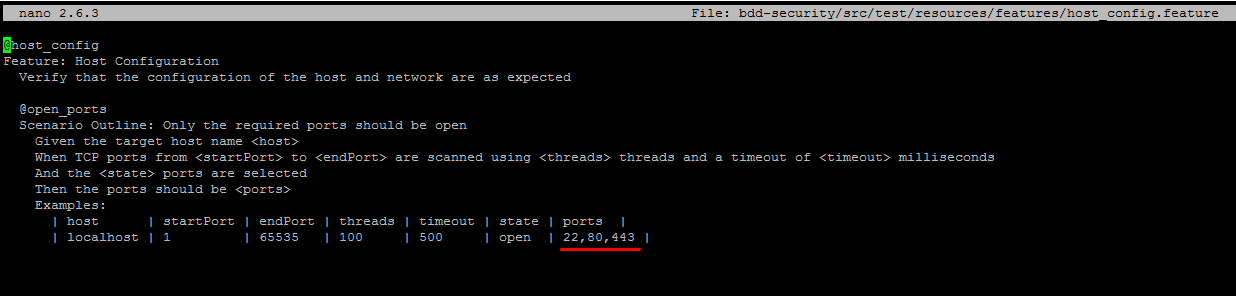 nano 2.6.3 File: bdd-security/src/test/resources/features/host_config.feature
@host_config
Feature: Host Configuration
Verify that the configuration of the host and network are as expected
@open_ports
Scenario Outline: Only the required ports should be open
Given the target host name <host>
When TCP ports from <startPort> to <endPort> are scanned using <threads> threads and a timeout of <timeout> milliseconds
And the <state> ports are selected
Then the ports should be <ports>
Examples:
| host | startPort | endPort | threads | timeout | state | ports |
| localhost | 1 | 65535 | 100 | 500 | open | 22,80,443 |